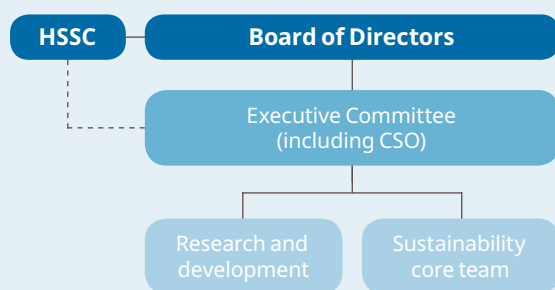 HSSC
Board of Directors
Executive Committee
(including CSO)
Research and
development
Sustainability
core team